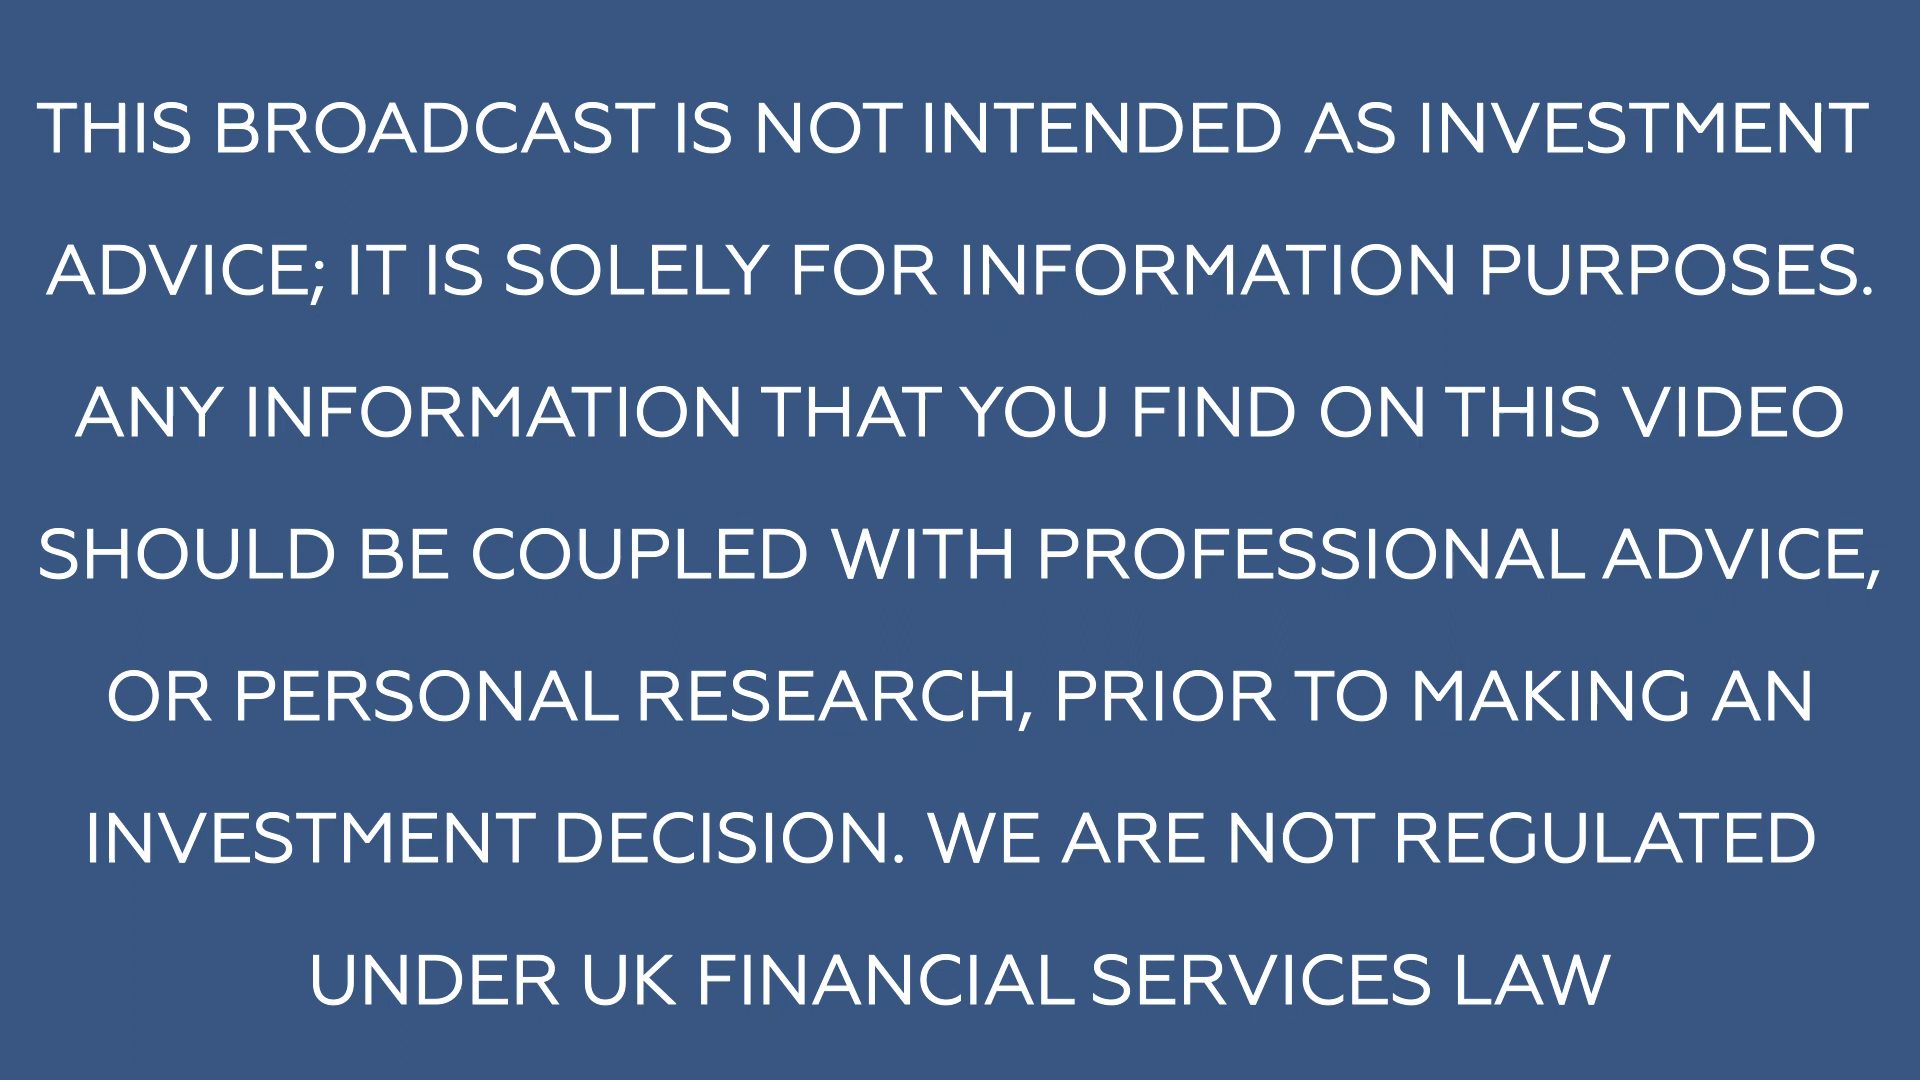 THIS BROADCAST IS NOT INTENDED AS INVESTMENT
ADVICE; IT IS SOLELY FOR INFORMATION PURPOSES.
ANY INFORMATION THAT YOU FIND ON THIS VIDEO
SHOULD BE COUPLED WITH PROFESSIONAL ADVICE,
OR PERSONAL RESEARCH, PRIOR TO MAKING AN
INVESTMENT DECISION. WE ARE NOT REGULATED
UNDER UK FINANCIAL SERVICES LAW